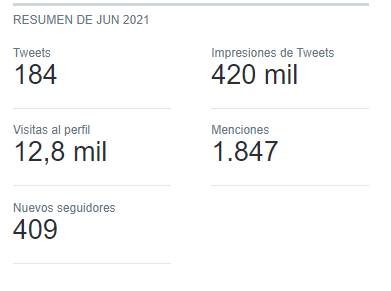 RESUMEN DE JUN 2021
Tweets
184
Impresiones de Tweets
420 mil
Visitas al perfil
12,8 mil
Menciones
1.847
Nuevos seguidores
409